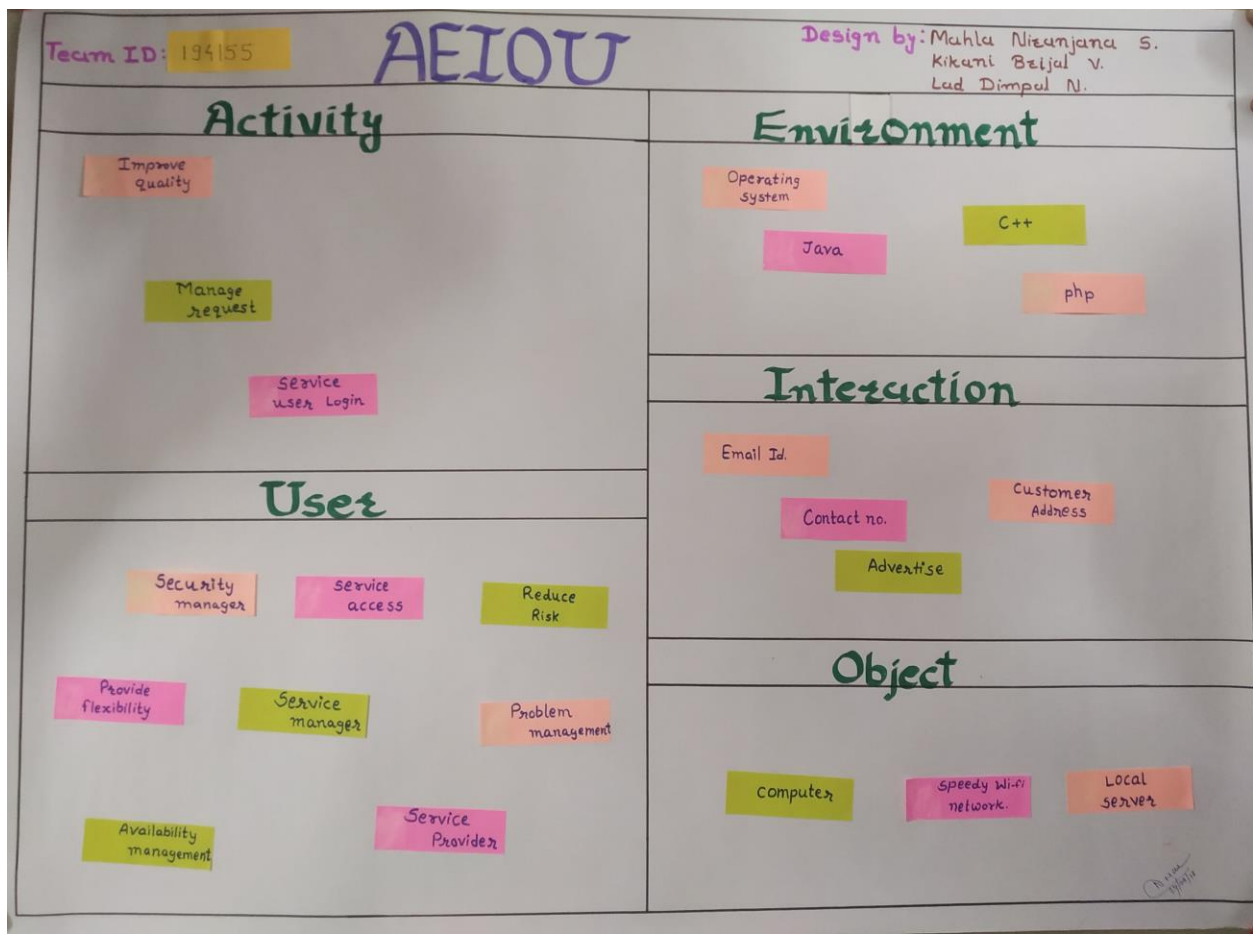 Team ID: 194155
AEIOU
Design by: Mahla Nirunjana S.
Kikani Brijal V.
Lad Dimpal N.
Activity
Improve
quality
Manage
request
Service
user Login
Environment
Operating
system
Java
C++
php
Interaction
Email Id.
Contact no.
Customer
Address
Advertise
User
Security
manager
service
access
Reduce
Risk
Provide
flexibility
Service
manager
Problem
management
Availability
management
Service
Provider
Object
computer
speedy Wi-fi
network.
Local
server